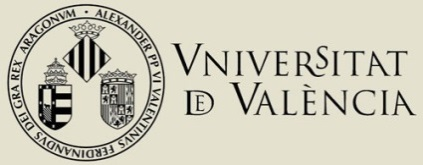 ALEXANDER PP VI VALENTINVS FERDINANDVS DEI GRA REX ARAGONVM
VNIVERSITAT
DE VALÈNCIA